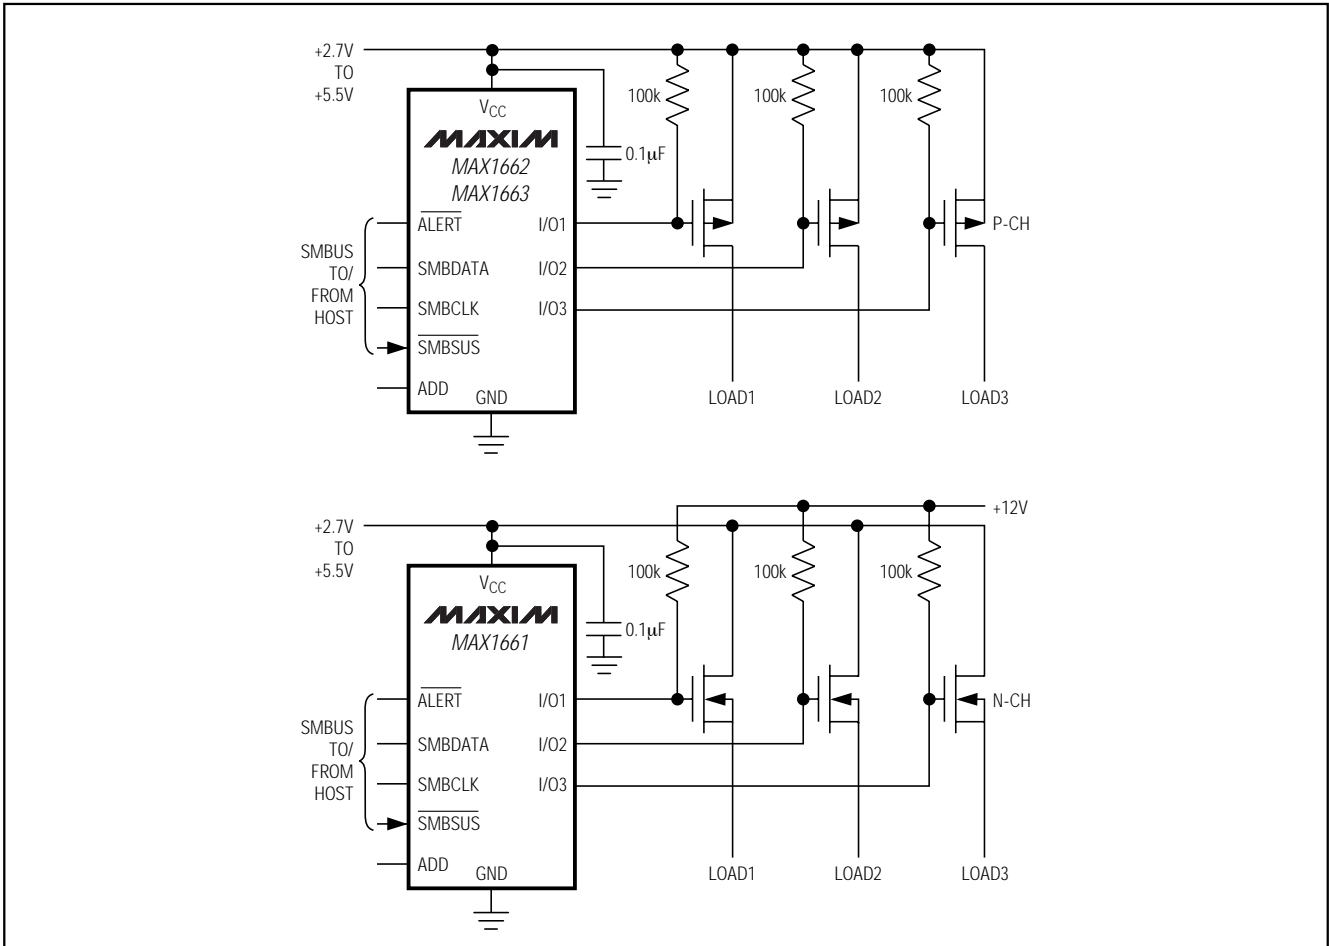 +2.7V
TO
+5.5V
100k
100k
100k
VCC
MAXIM
MAX1662
MAX1663
0.1µF
SMBUS
TO/
FROM
HOST
ALERT
SMBDATA
SMBCLK
SMBSUS
ADD
GND
I/O1
I/O2
I/O3
P-CH
LOAD1
LOAD2
LOAD3
+12V
+2.7V
TO
+5.5V
100k
100k
100k
VCC
MAXIM
MAX1661
0.1µF
SMBUS
TO/
FROM
HOST
ALERT
SMBDATA
SMBCLK
SMBSUS
ADD
GND
I/O1
I/O2
I/O3
N-CH
LOAD1
LOAD2
LOAD3